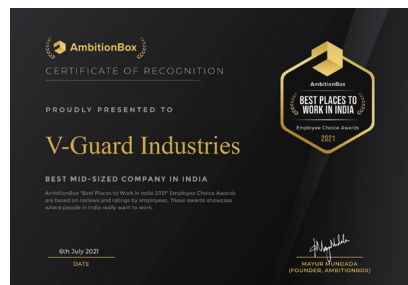 AmbitionBox
CERTIFICATE OF RECOGNITION
PROUDLY PRESENTED TO
V-Guard Industries
BEST MID-SIZED COMPANY IN INDIA
AmbitionBox "Best Places to Work in India 2021" Employee Choice Awards
are based on reviews and ratings by employees. These awards showcase
where people in India really want to work.
6th July 2021
DATE
AmbitionBox
BEST PLACES TO
WORK IN INDIA
Employee Choice Awards
2021
MAYUR MUNDADA
(FOUNDER, AMBITIONBOX)